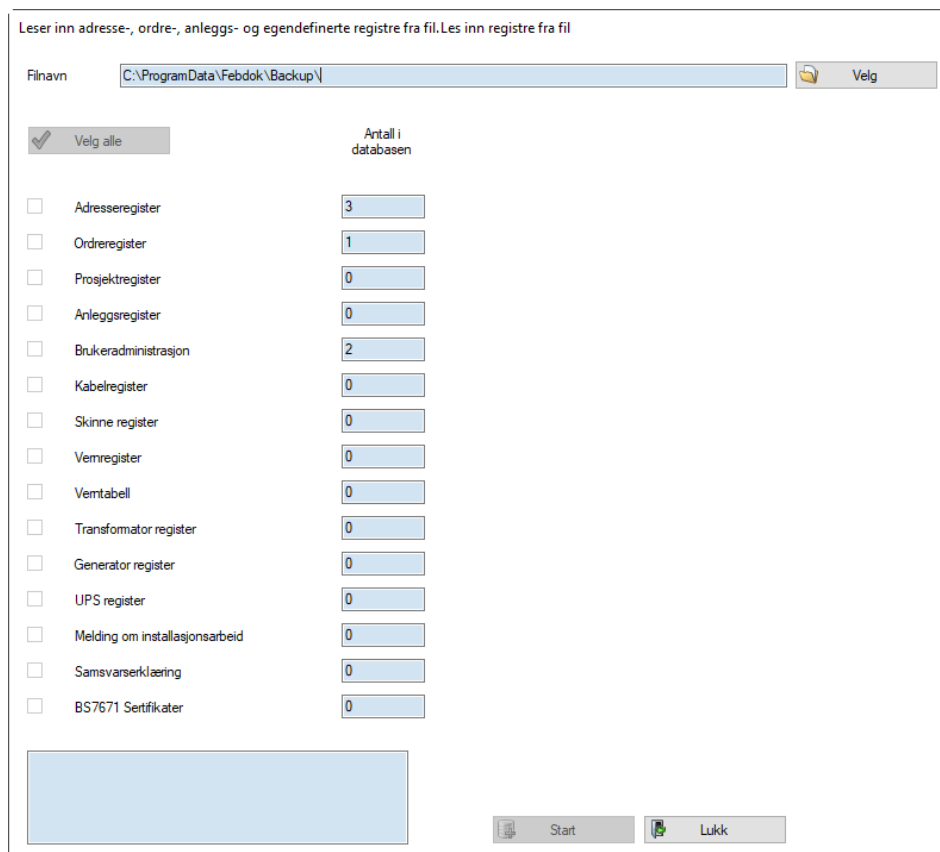 Leser inn adresse-, ordre-, anleggs- og egendefinerte registre fra fil.Les inn registre fra fil
Filnavn C:\ProgramData\Febdok\Backup\ Velg
Velg alle Antall i
databasen
Adresseregister 3
Ordreregister 1
Prosjektregister 0
Anleggsregister 0
Brukeradministrasjon 2
Kabelregister 0
Skinne register 0
Vernregister 0
Verntabell 0
Transformator register 0
Generator register 0
UPS register 0
Melding om installasjonsarbeid 0
Samsvarserklæring 0
BS7671 Sertifikater 0
Start Lukk